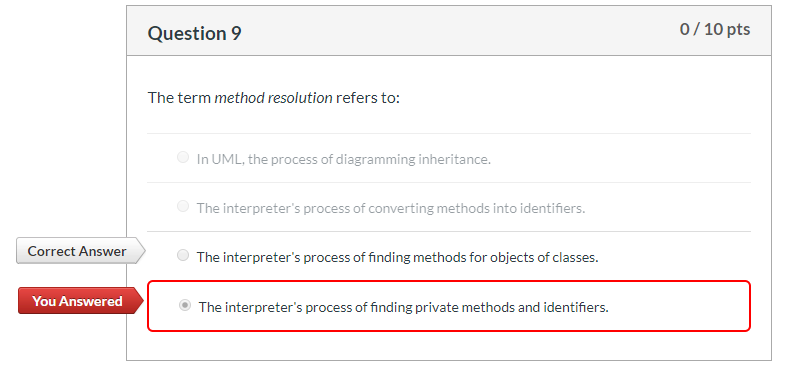 Question 9
0 / 10 pts
The term method resolution refers to:
In UML, the process of diagramming inheritance.
The interpreter's process of converting methods into identifiers.
Correct Answer
The interpreter's process of finding methods for objects of classes.
You Answered
The interpreter's process of finding private methods and identifiers.